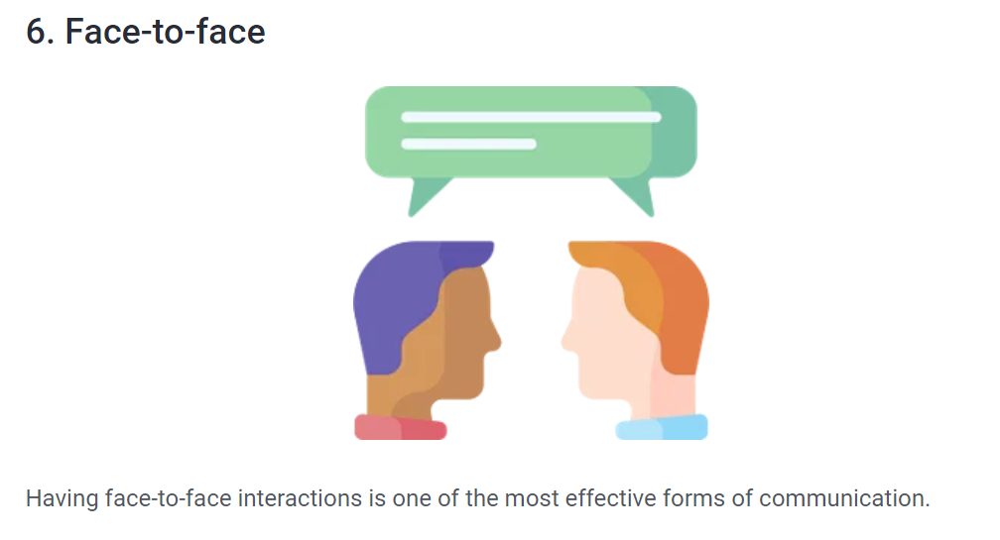 6. Face-to-face
Having face-to-face interactions is one of the most effective forms of communication.